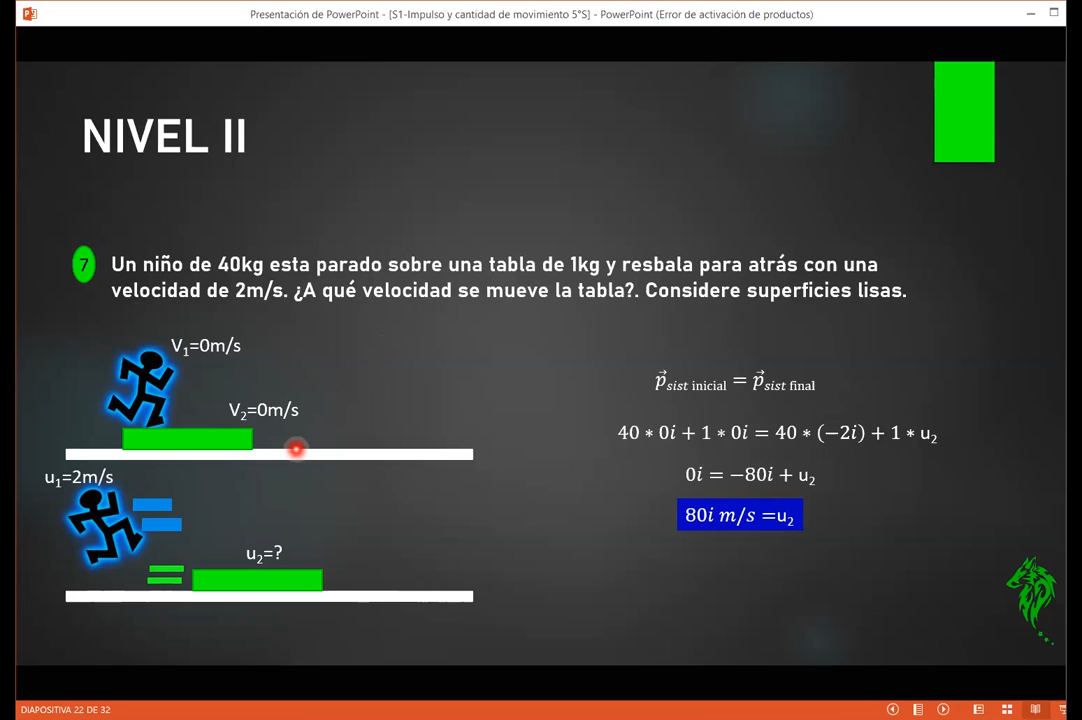 Presentación de PowerPoint - [S1-Impulso y cantidad de movimiento 5°S] - PowerPoint (Error de activación de productos)
NIVEL II
7 Un niño de 40kg esta parado sobre una tabla de 1kg y resbala para atrás con una
velocidad de 2m/s. ¿A qué velocidad se mueve la tabla?. Considere superficies lisas.
V₁=0m/s
V₂=0m/s
u₁=2m/s
u₂=?
p⃗ sist inicial = p⃗ sist final
40 * 0i + 1 * 0i = 40 * (−2i) + 1 * u₂
0i = −80i + u₂
80i m/s =u₂
DIAPOSITIVA 22 DE 32